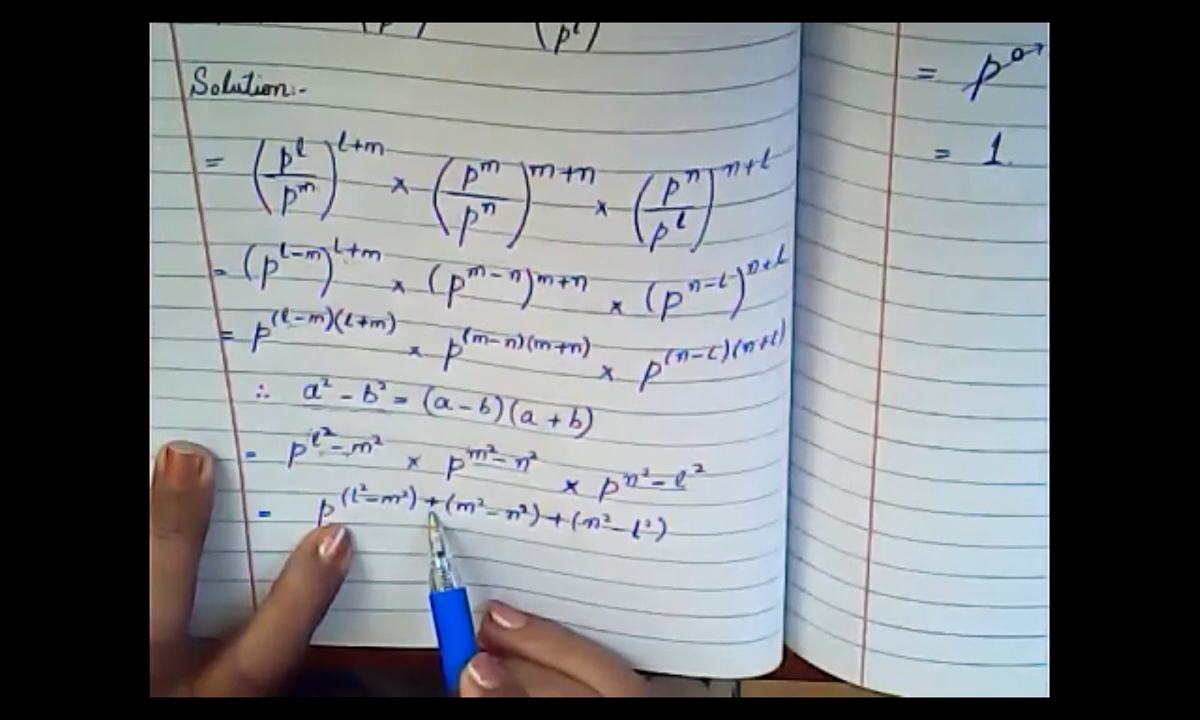 (p^l)
Solution:-
= (p^l/p^m)^l+m × (p^m/p^n)^m+n × (p^n/p^l)^n+l
= (p^l-m)^l+m × (p^m-n)^m+n × (p^n-l)^n+l
= p^(l-m)(l+m) × p^(m-n)(m+n) × p^(n-l)(n+l)
∴ a² - b² = (a-b)(a+b)
= p^l²-m² × p^m²-n² × p^n²-l²
= p^(l²-m²)+(m²-n²)+(n²-l²)
= p^0
= 1.